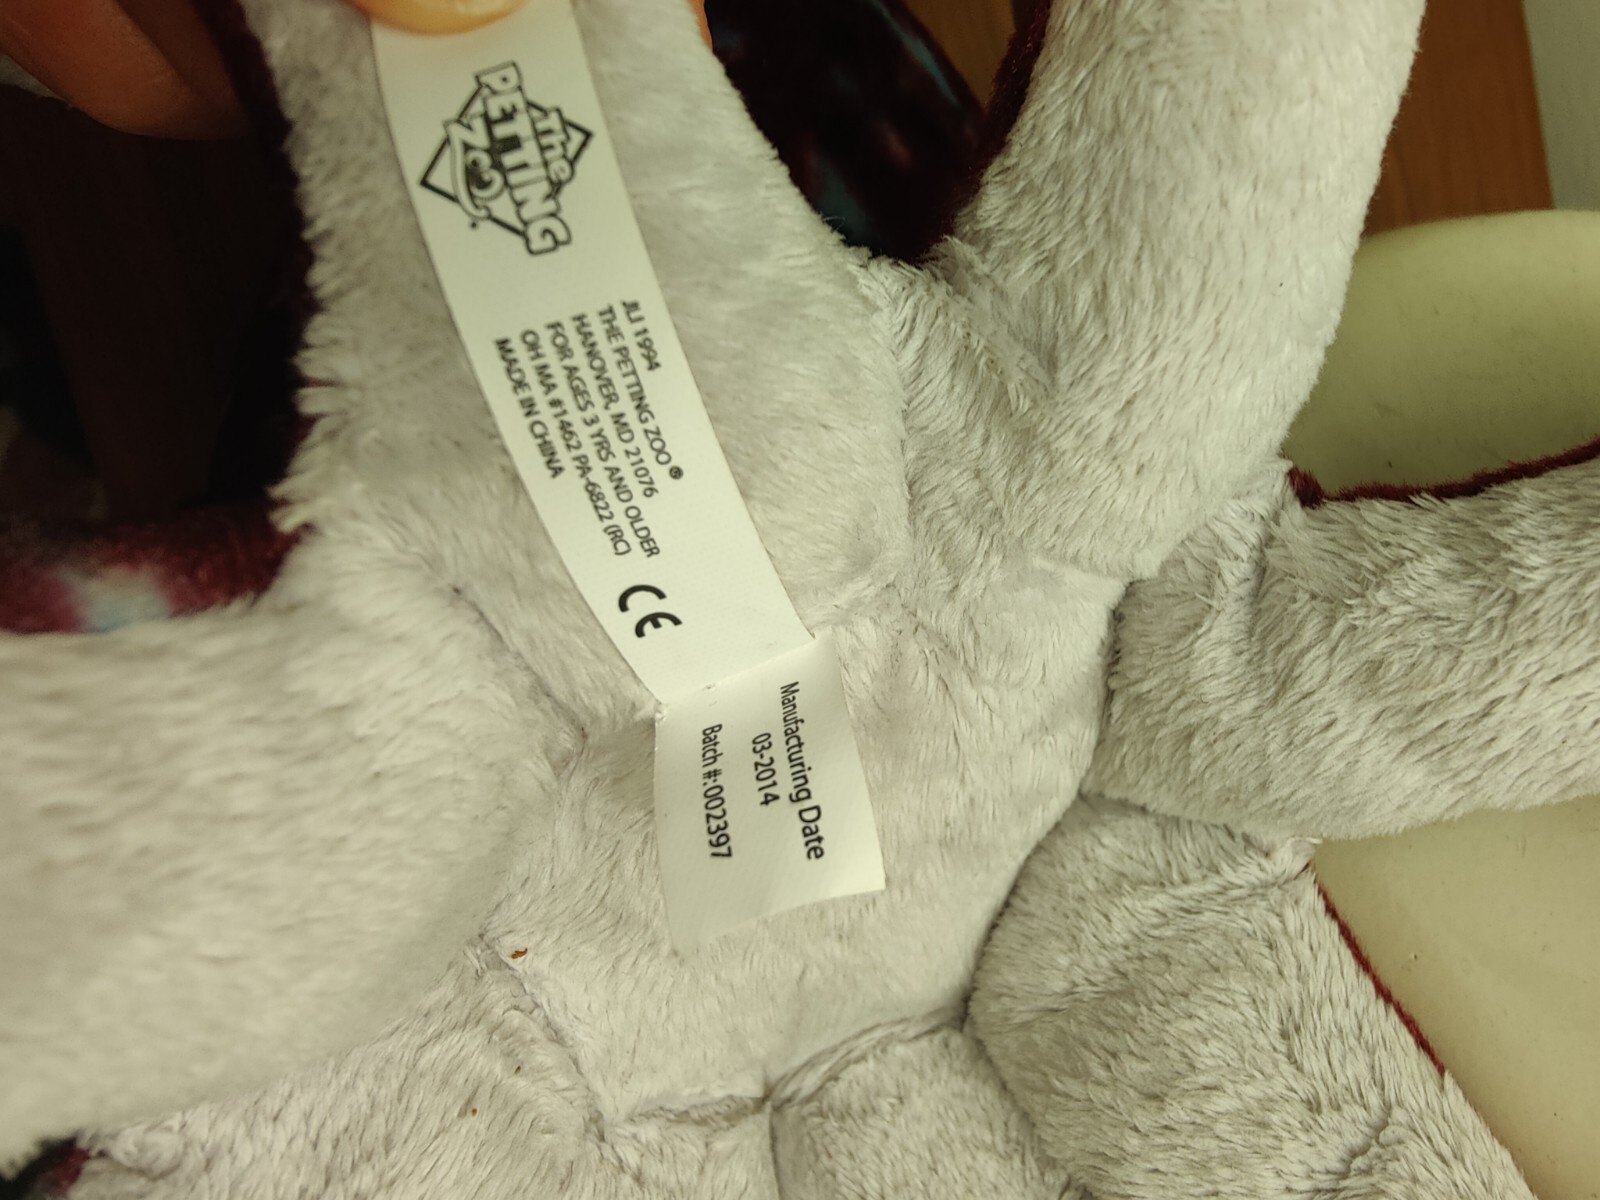 The
PETTING
ZOO
JLI 1994
THE PETTING ZOO®
HANOVER, MD 21076
FOR AGES 3 YRS AND OLDER
OH MA #1462 PA-6822 (RC)
MADE IN CHINA
CE
Manufacturing Date
03-2014
Batch #:002397